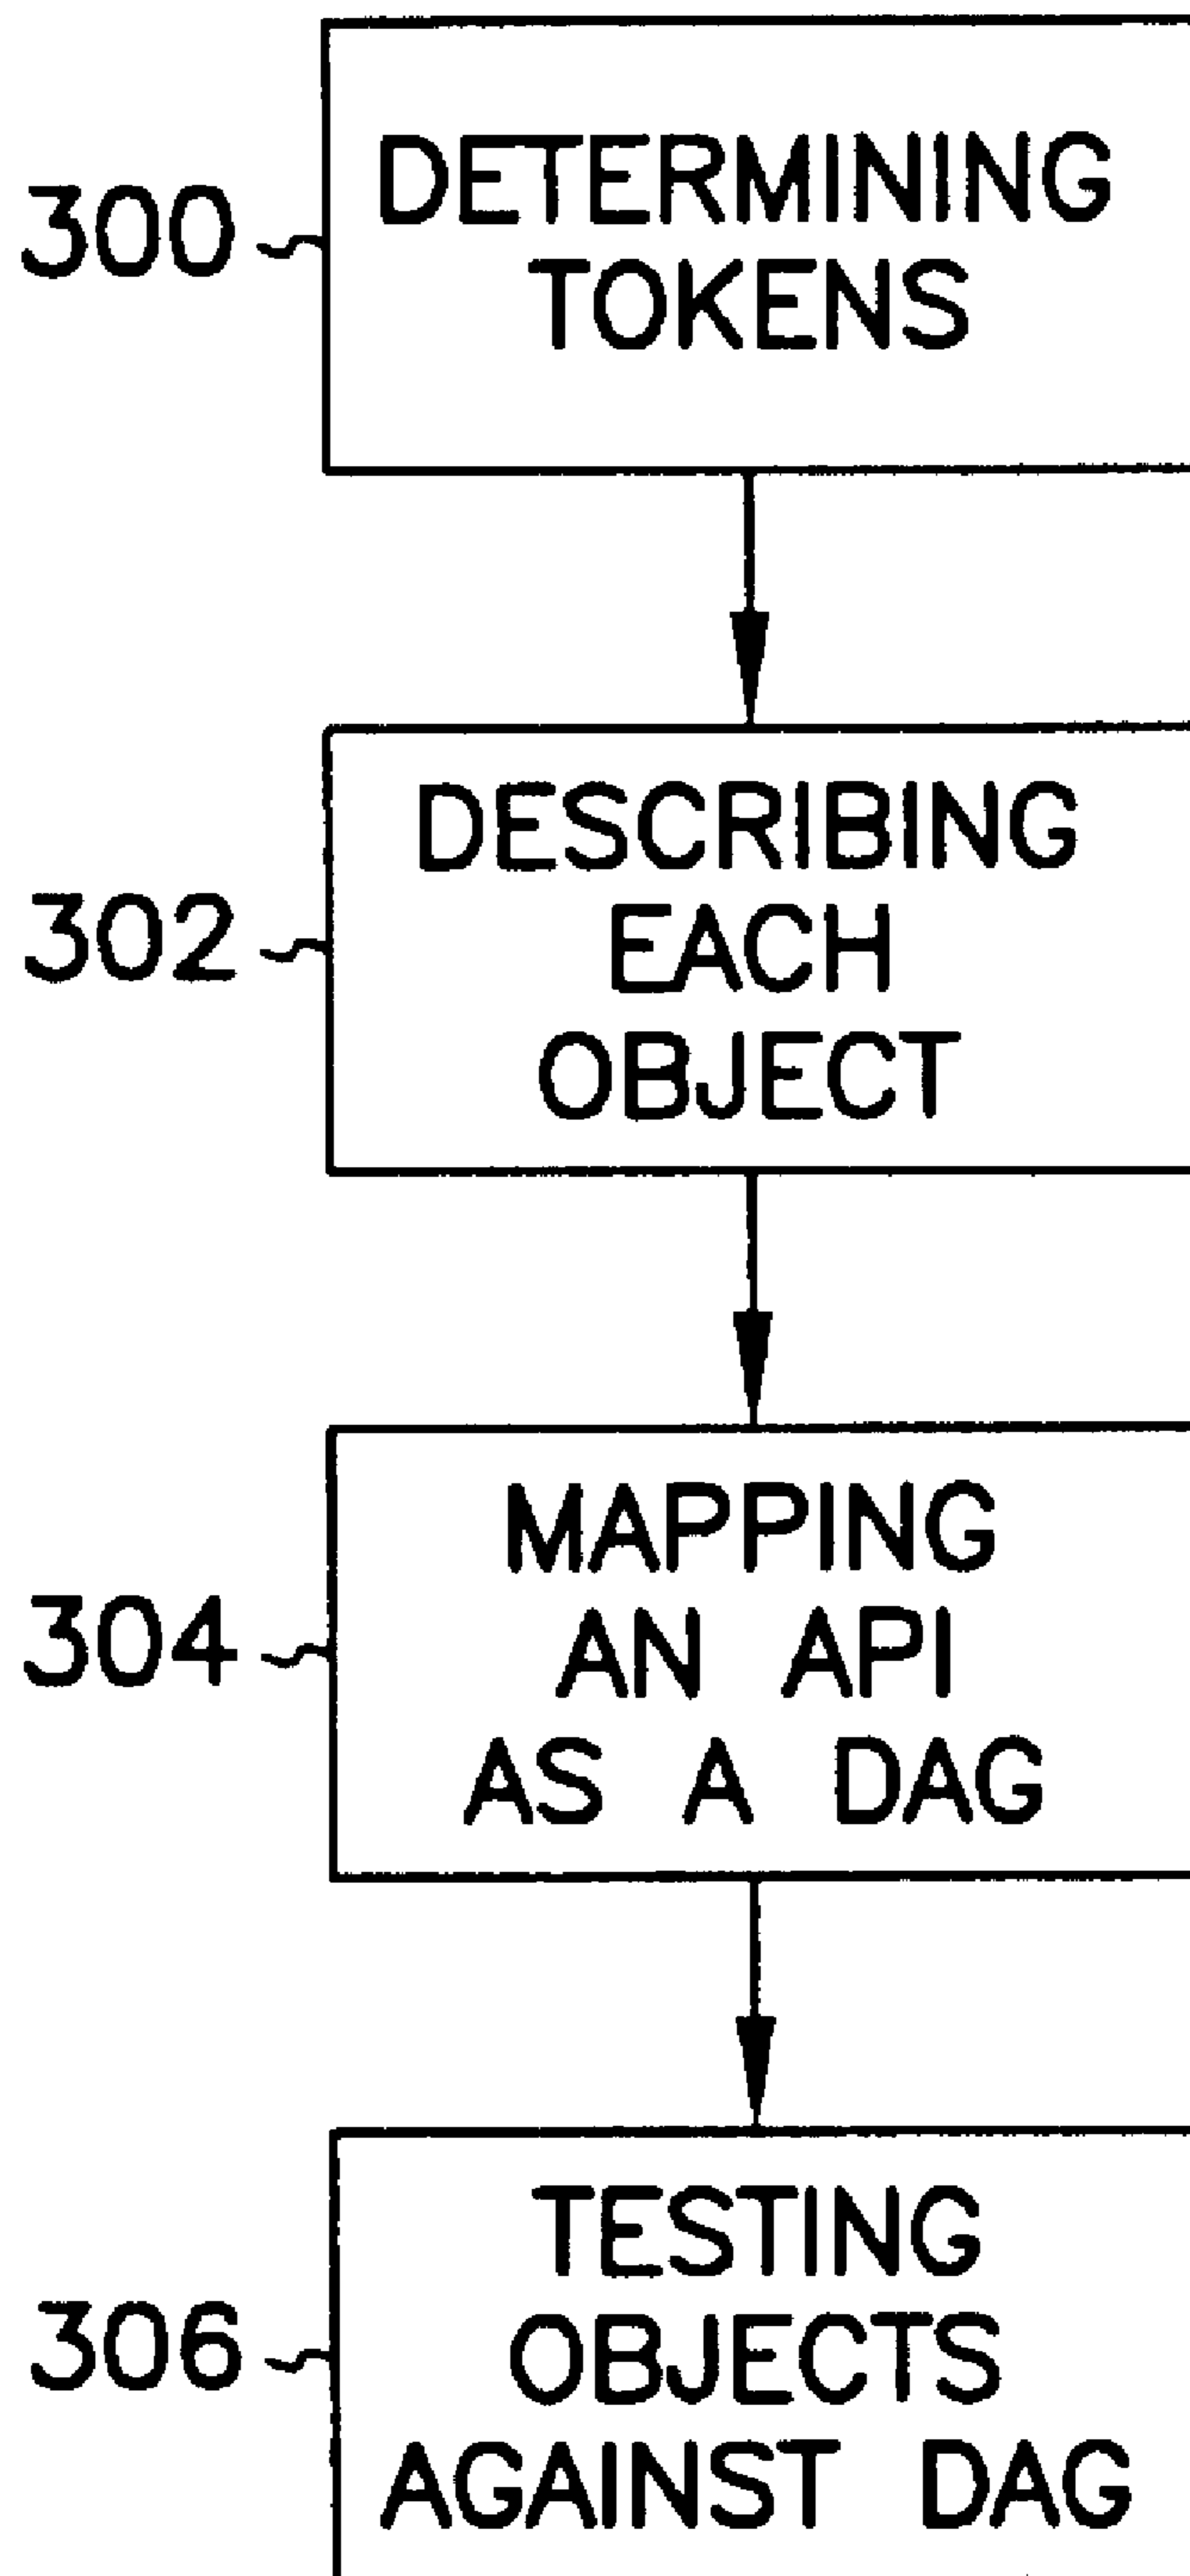 300
DETERMINING
TOKENS
302
DESCRIBING
EACH
OBJECT
304
MAPPING
AN API
AS A DAG
306
TESTING
OBJECTS
AGAINST DAG